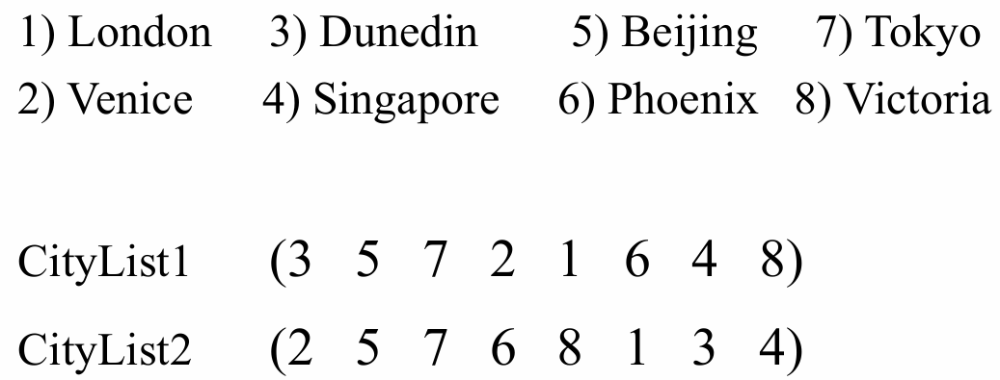 1) London 3) Dunedin 5) Beijing 7) Tokyo
2) Venice 4) Singapore 6) Phoenix 8) Victoria
CityList1 (3 5 7 2 1 6 4 8)
CityList2 (2 5 7 6 8 1 3 4)